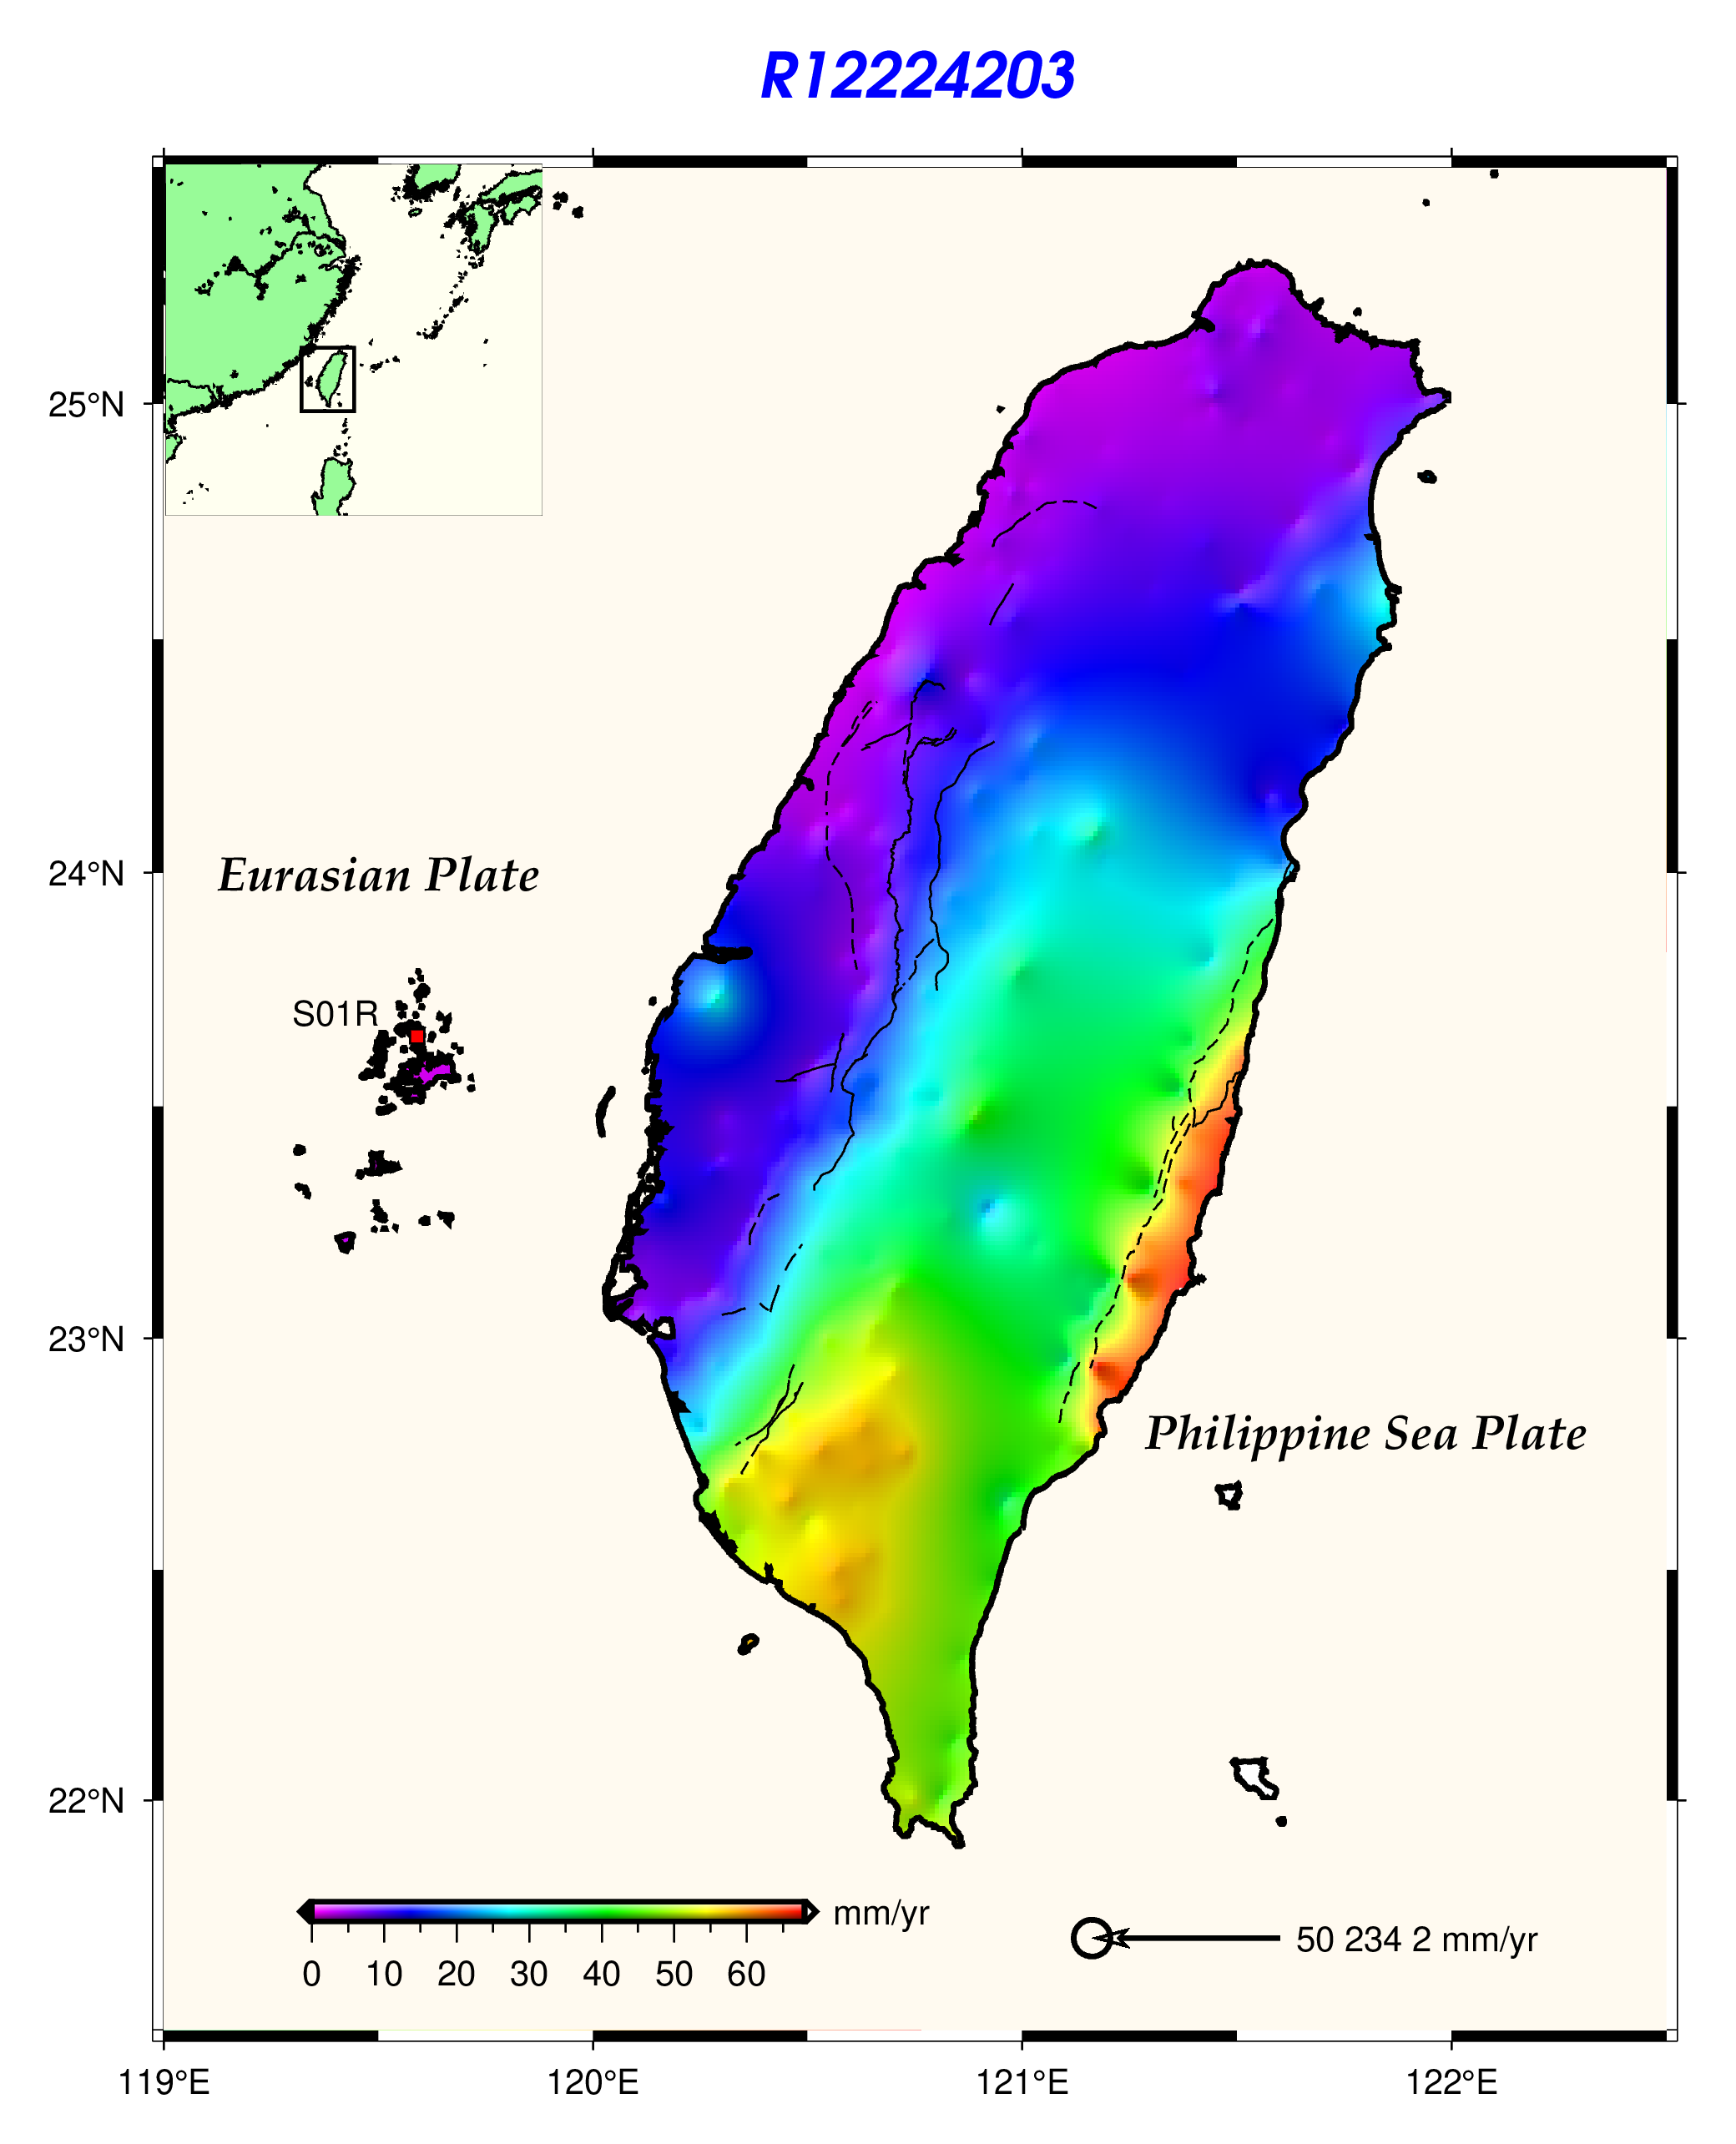 R12224203
25°N
24°N
Eurasian Plate
S01R
23°N
Philippine Sea Plate
22°N
mm/yr
0 10 20 30 40 50 60
50 234 2 mm/yr
119°E 120°E 121°E 122°E